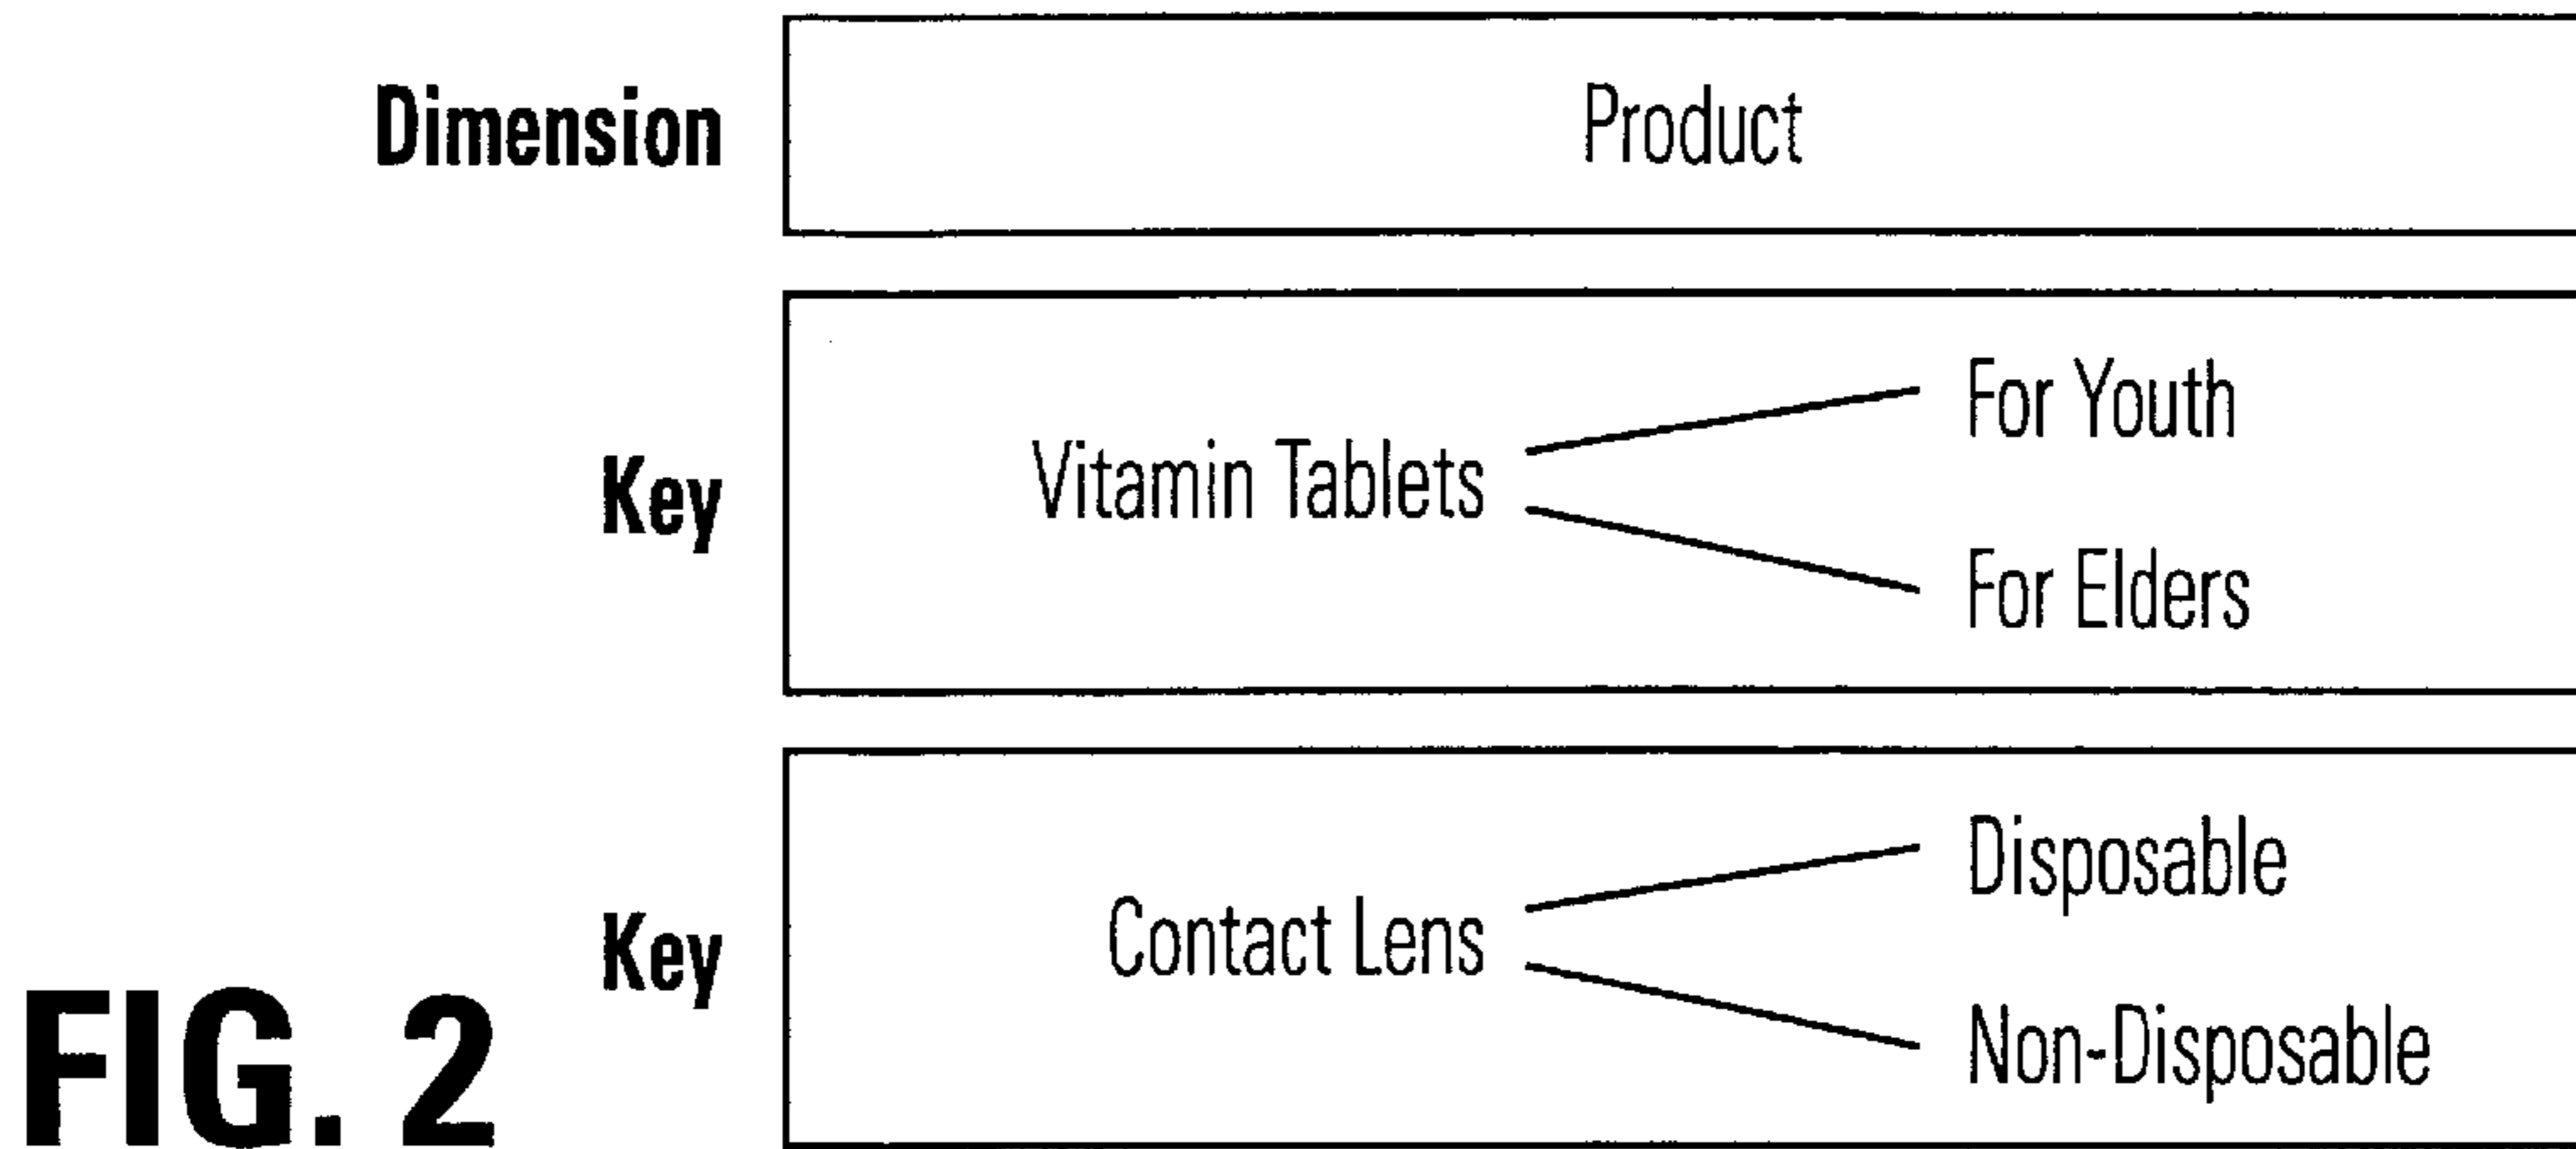 Dimension
Product
Key
Vitamin Tablets
For Youth
For Elders
Key
Contact Lens
Disposable
Non-Disposable
FIG. 2